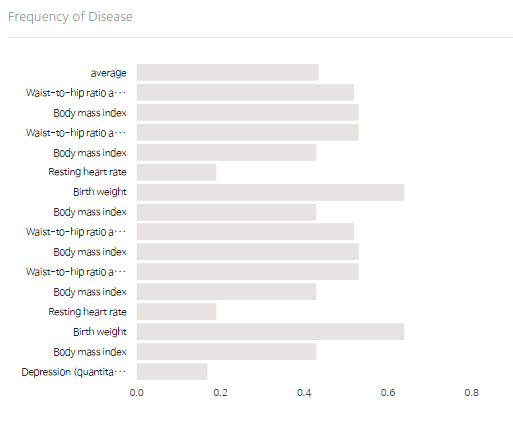 Frequency of Disease
average
Waist-to-hip ratio a···
Body mass index
Waist-to-hip ratio a···
Body mass index
Resting heart rate
Birth weight
Body mass index
Waist-to-hip ratio a···
Body mass index
Waist-to-hip ratio a···
Body mass index
Resting heart rate
Birth weight
Body mass index
Depression (quantita···
0.0 0.2 0.4 0.6 0.8